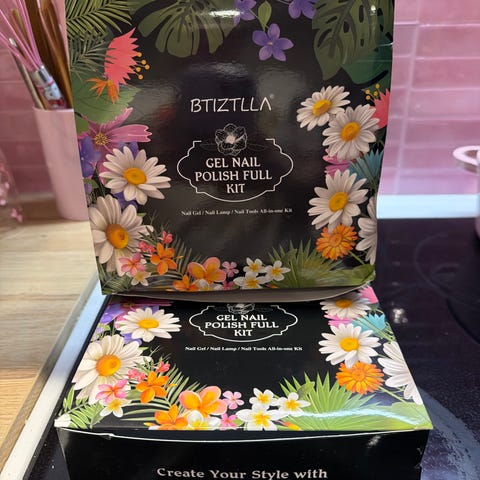 BTIZTLLA®
GEL NAIL
POLISH FULL
KIT
Nail Gel / Nail Lamp / Nail Tools All-in-one Kit
GEL NAIL
POLISH FULL
KIT
Nail Gel / Nail Lamp / Nail Tools All-in-one Kit
Create Your Style with